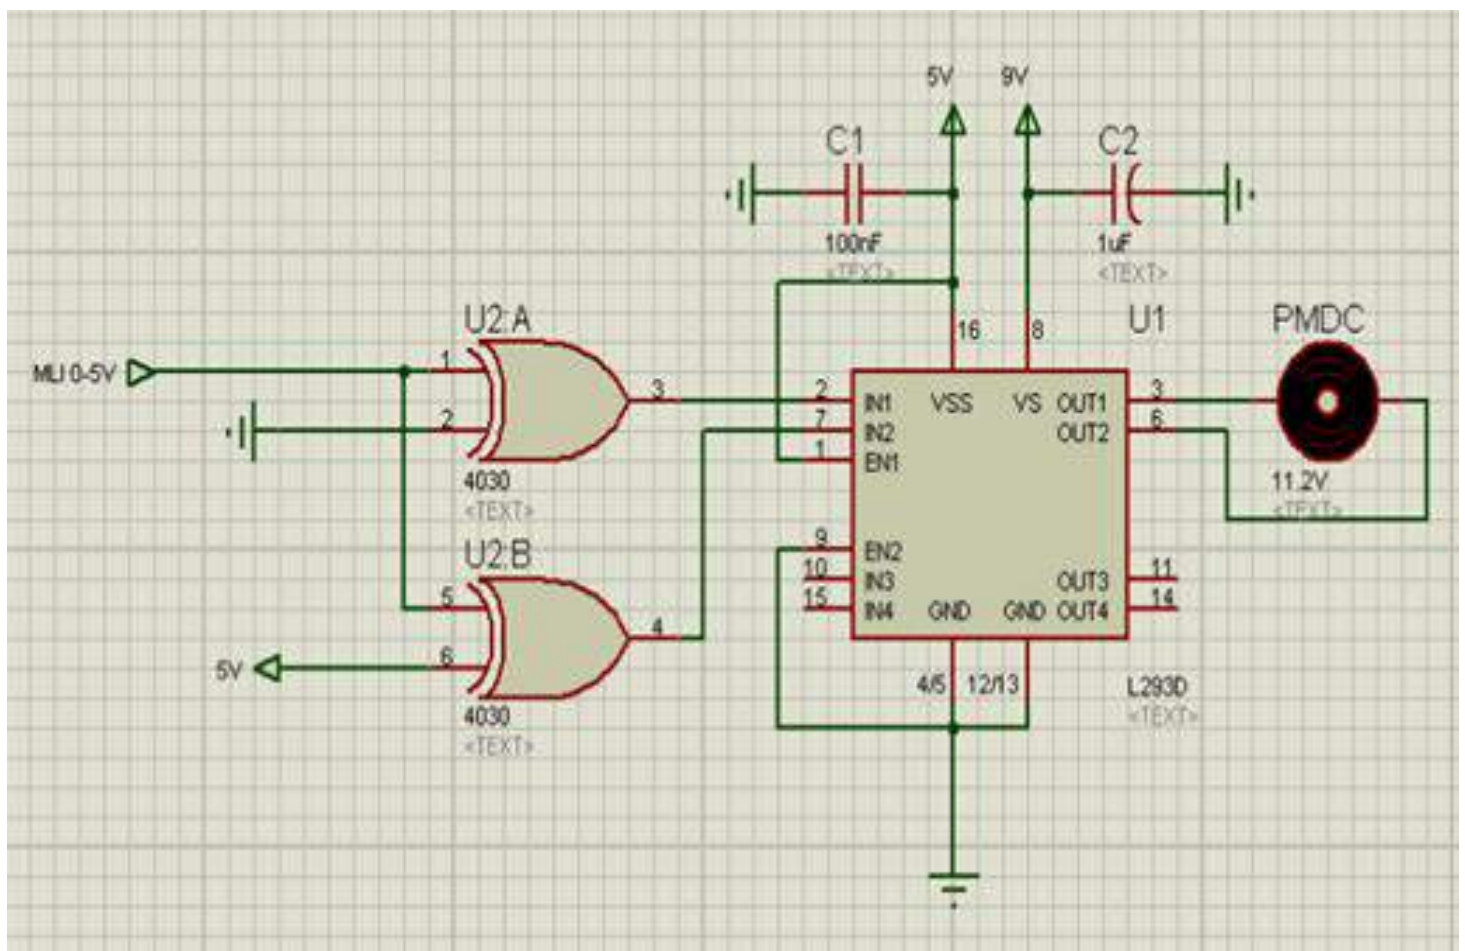 5V 9V
C1 C2
100nF 1uF
<TEXT> <TEXT>
U2:A U1 PMDC
16 8
MLI 0-5V 1 3 2 IN1 VSS VS OUT1 3
2 7 IN2 OUT2 6
1 EN1
4030 11.2V
<TEXT> <TEXT>
U2:B 9 EN2
10 IN3 OUT3 11
5 15 IN4 GND GND OUT4 14
4
5V 6
4/5 12/13 L293D
4030 <TEXT>
<TEXT>